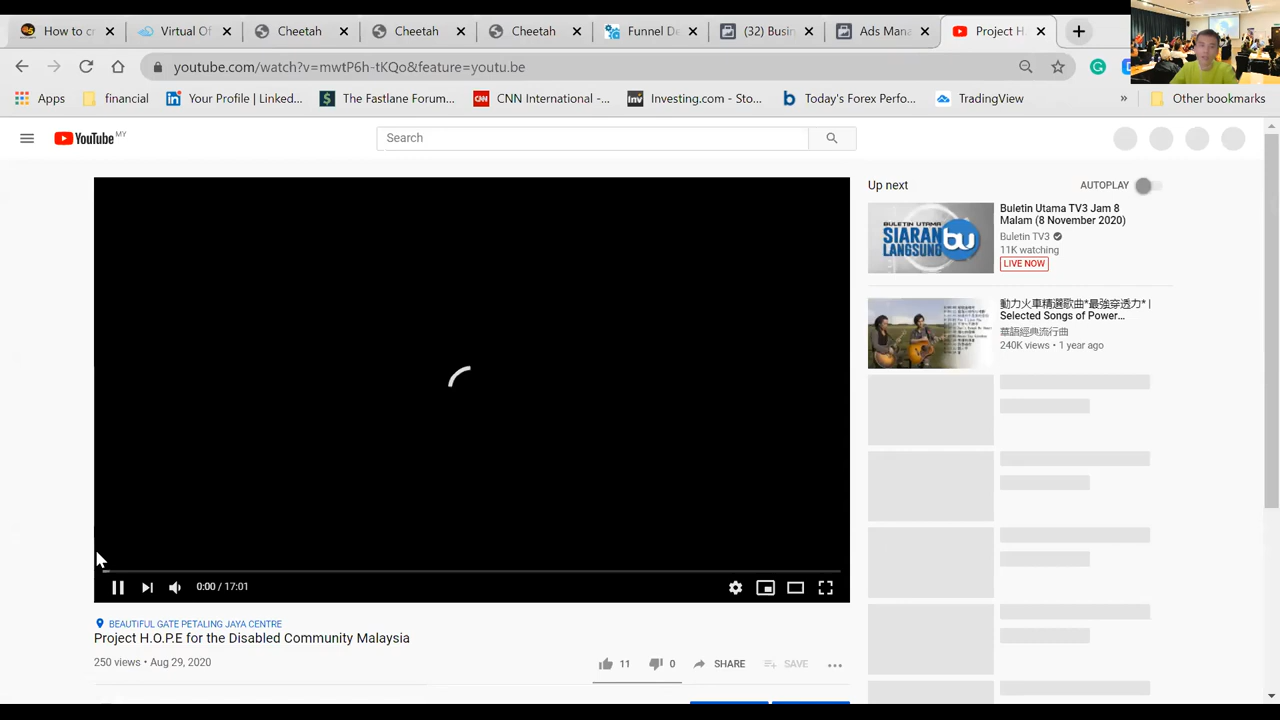 How to cr
Virtual Of
Cheetah
Cheetah
Cheetah
Funnel De
(32) Busi
Ads Mana
Project H.
youtube.com/watch?v=mwtP6h-tKQo&feature=youtu.be
Apps
financial
Your Profile | Linked...
The Fastlane Forum...
CNN International -...
Investing.com - Sto...
Today's Forex Perfo...
TradingView
»
Other bookmarks
YouTube MY
Search
Up next
AUTOPLAY
BULETIN UTAMA
SIARAN
LANGSUNG
bu
Buletin Utama TV3 Jam 8
Malam (8 November 2020)
Buletin TV3
11K watching
LIVE NOW
動力火車精選歌曲*最強穿透力* |
Selected Songs of Power...
華語經典流行曲
240K views • 1 year ago
0:00 / 17:01
BEAUTIFUL GATE PETALING JAYA CENTRE
Project H.O.P.E for the Disabled Community Malaysia
250 views • Aug 29, 2020
11
0
SHARE
SAVE